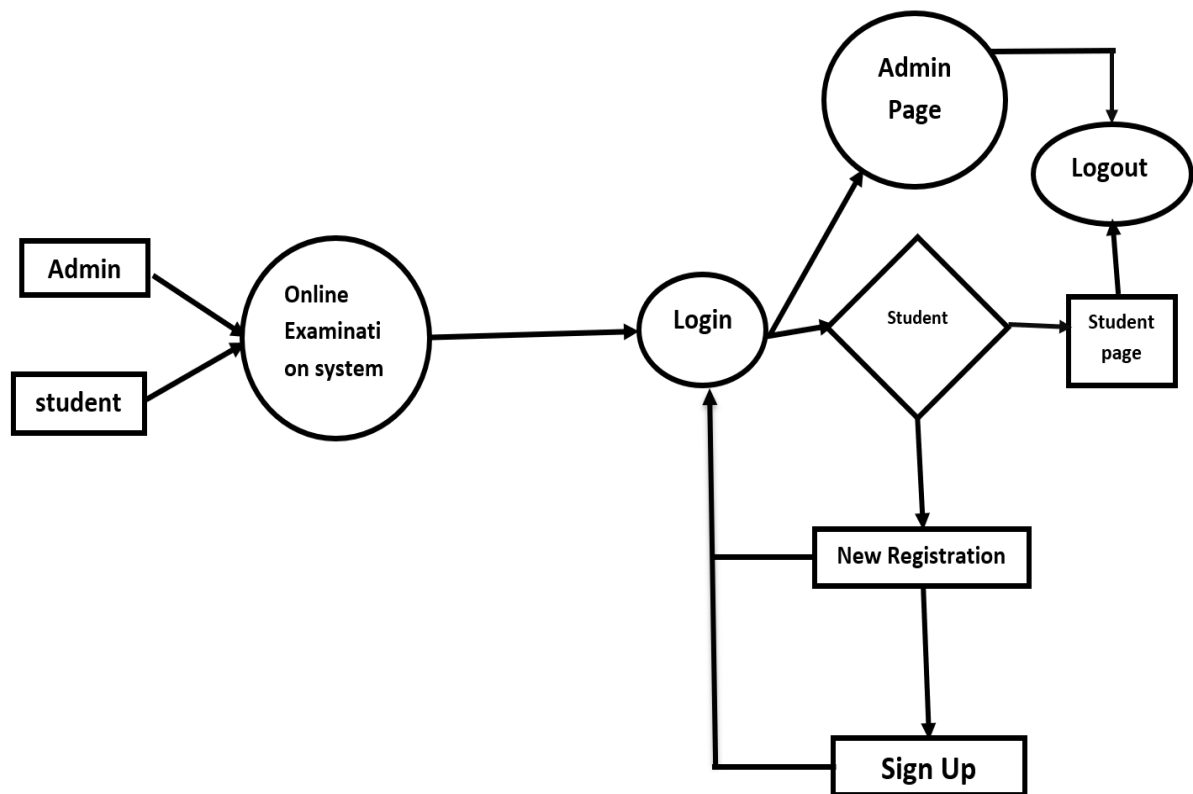 Admin
Page
Logout
Admin
Online
Examinati
on system
Login
Student
Student
page
student
New Registration
Sign Up